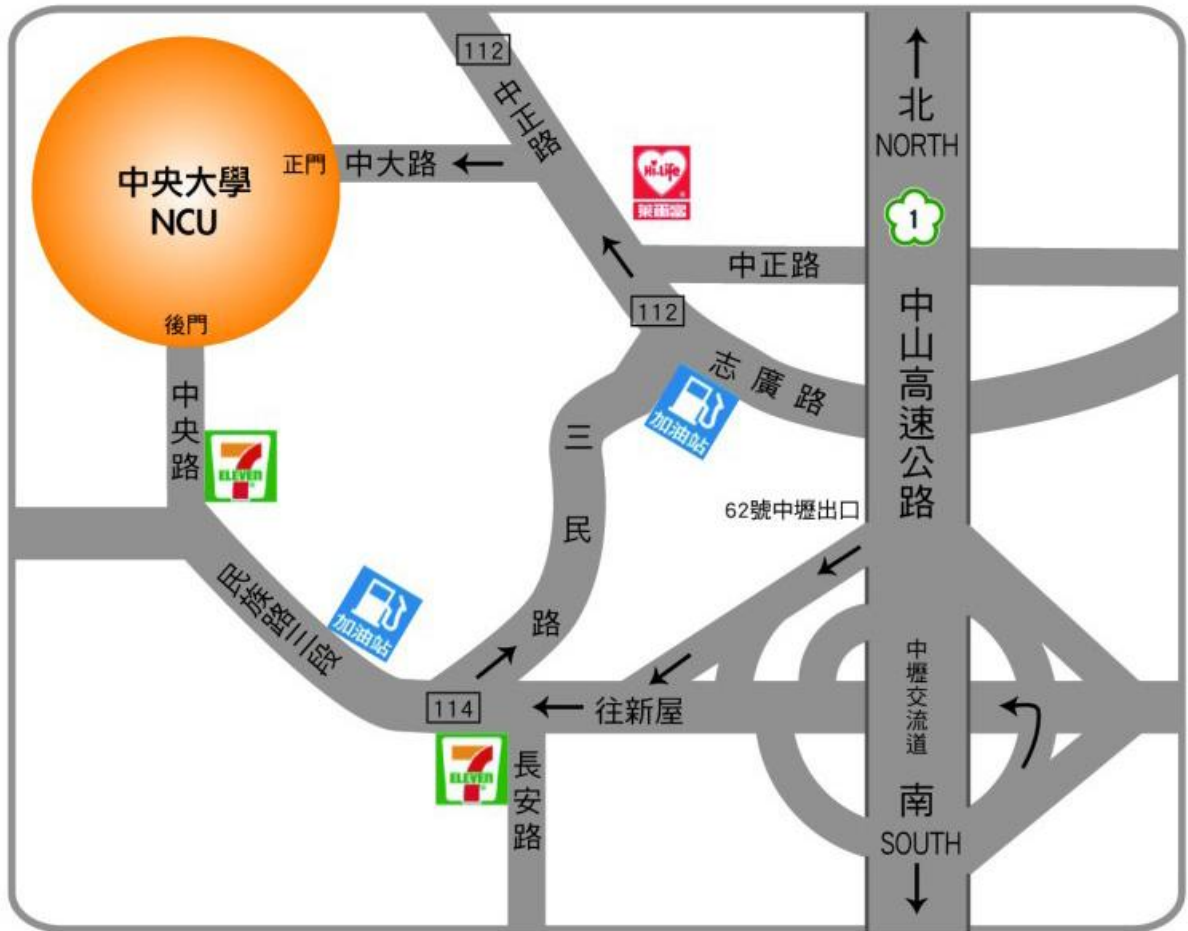 112
中正路
北
NORTH
1
中山高速公路
中央大學
NCU
正門
中大路
Hi-Life
萊爾富
中正路
112
後門
志廣路
中央路
加油站
7
ELEVEN
三民路
62號中壢出口
民族路三段
加油站
中壢交流道
114
往新屋
7
ELEVEN
長安路
南
SOUTH